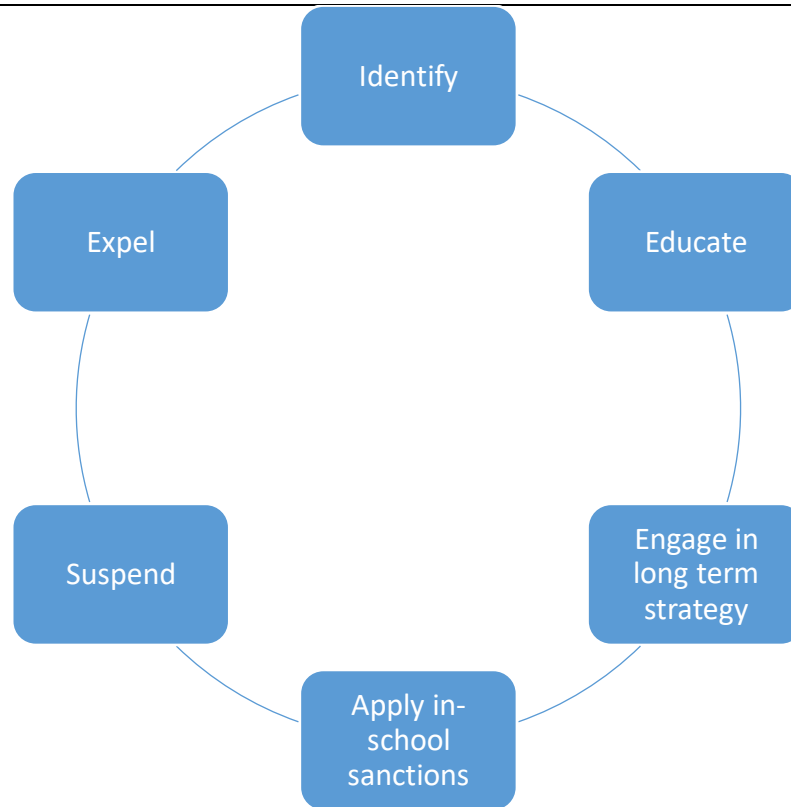 Identify
Educate
Engage in
long term
strategy
Apply in-
school
sanctions
Suspend
Expel